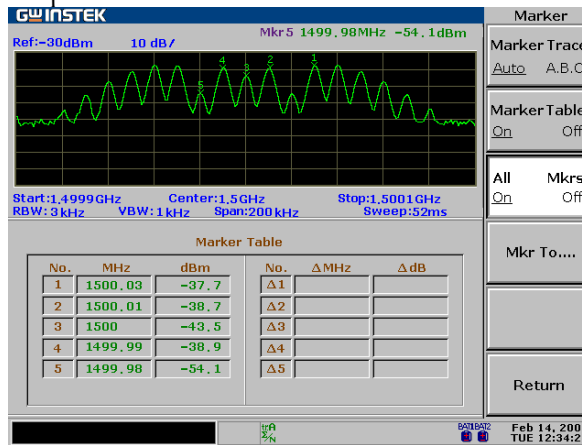 GWINSTEK
Marker
Mkr5 1499.98MHz -54.1dBm
Ref:-30dBm 10 dB/
Marker Trace
Auto A.B.C
5 4 3 2 1
Marker Table
On Off
All Mkrs
On Off
Start:1.4999GHz Center:1.5GHz Stop:1.5001GHz
RBW:3kHz VBW:1kHz Span:200kHz Sweep:52ms
Marker Table
Mkr To....
No. MHz dBm No. ΔMHz ΔdB
1 1500.03 -37.7 Δ1
2 1500.01 -38.7 Δ2
3 1500 -43.5 Δ3
4 1499.99 -38.9 Δ4
5 1499.98 -54.1 Δ5
Return
BAT1 BAT2
Feb 14, 200
TUE 12:34:2